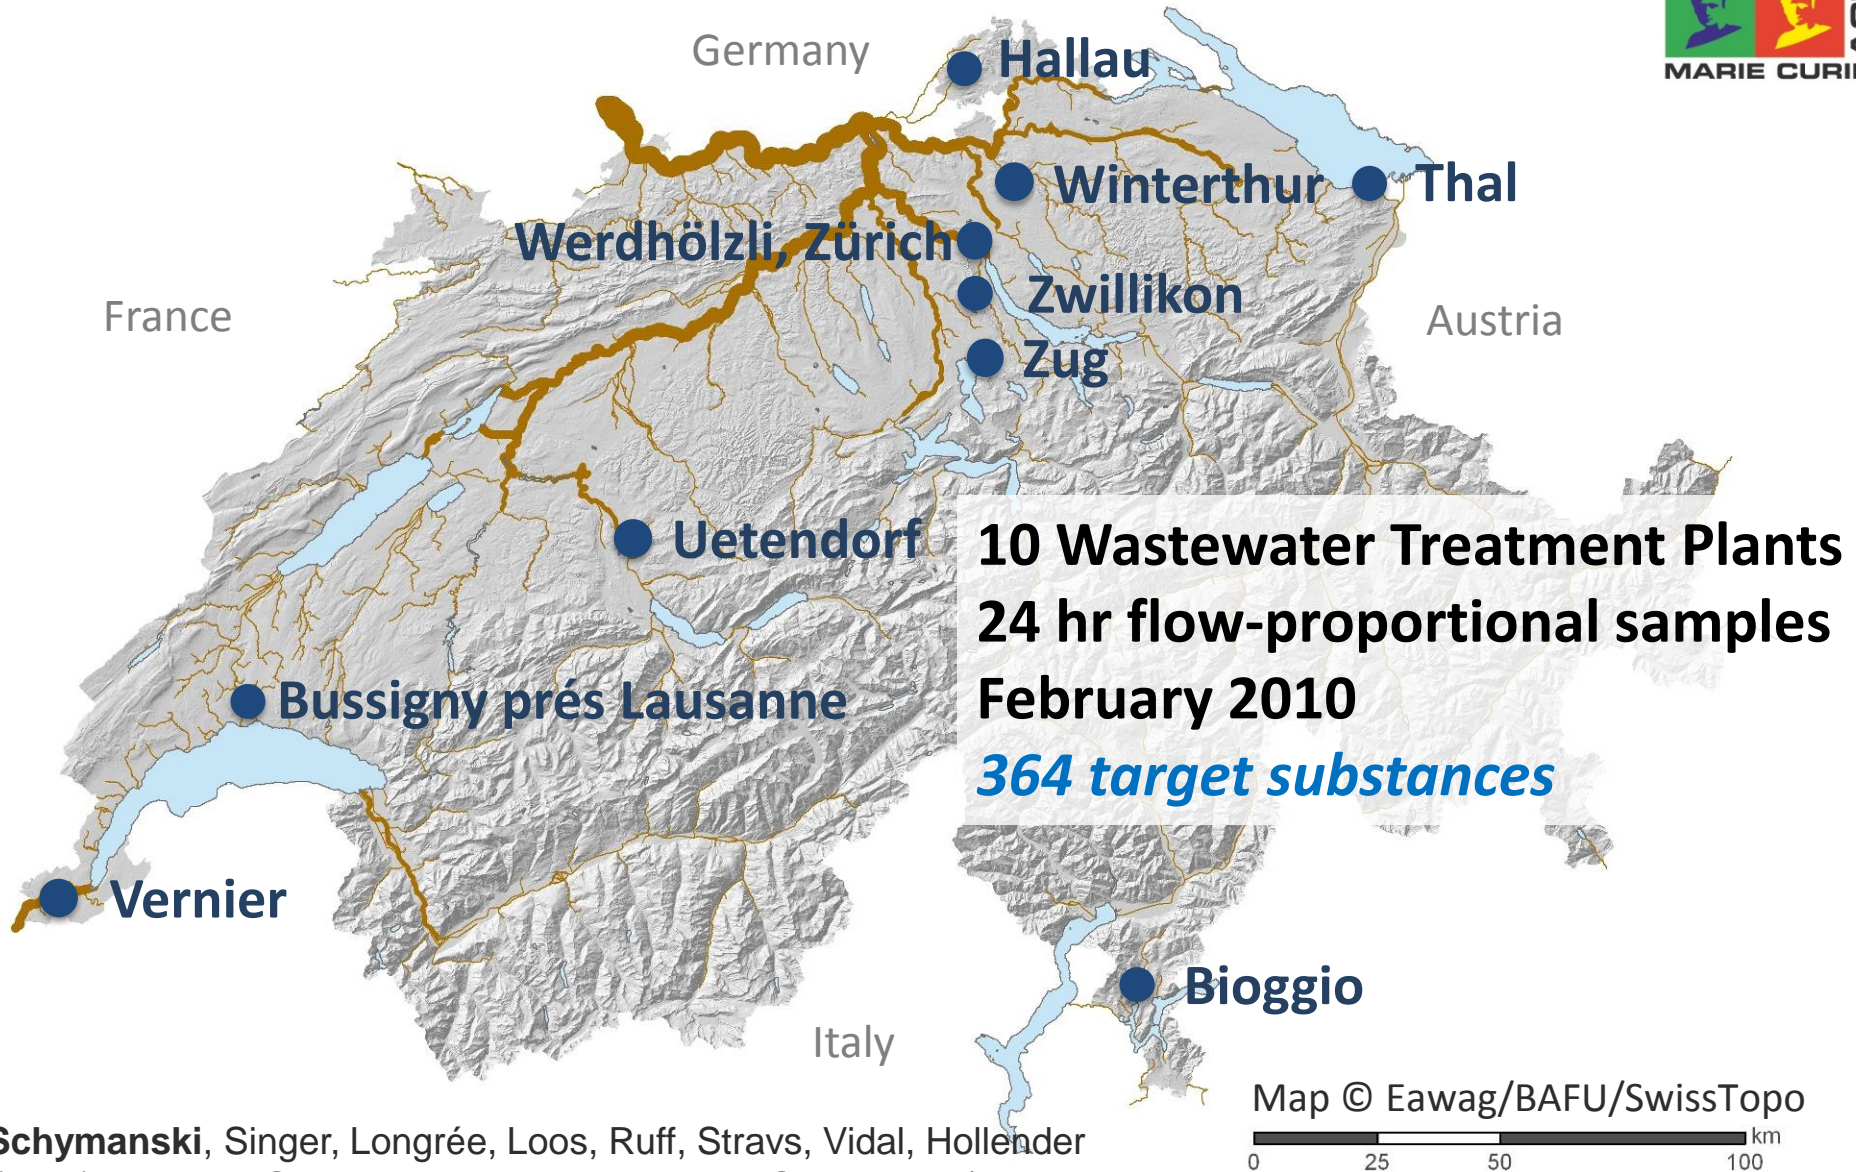 Germany
Hallau
MARIE CURIE
Winterthur
Thal
Werdhölzli, Zürich
Zwillikon
France
Austria
Zug
Uetendorf
10 Wastewater Treatment Plants
24 hr flow-proportional samples
February 2010
364 target substances
Bussigny prés Lausanne
Vernier
Bioggio
Italy
Map © Eawag/BAFU/SwissTopo
Schymanski, Singer, Longrée, Loos, Ruff, Stravs, Vidal, Hollender
km
0 25 50 100